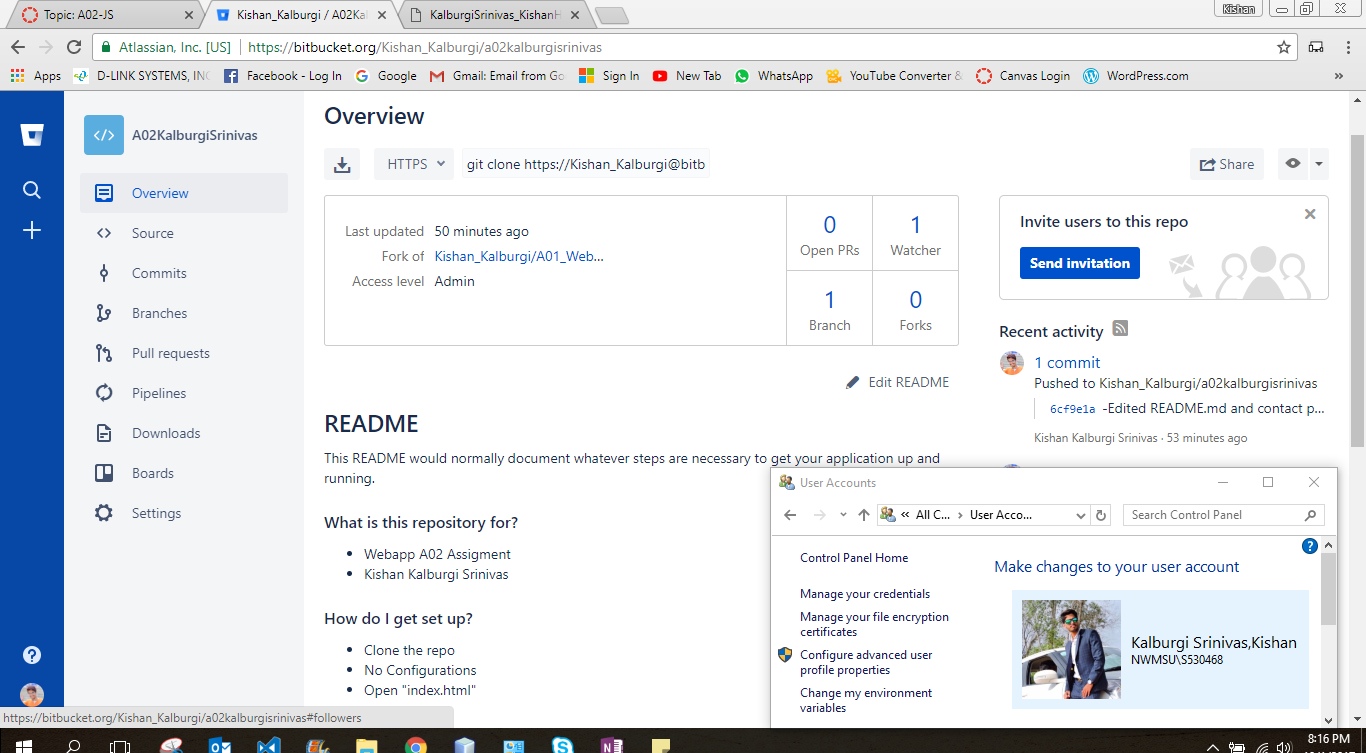 Topic: A02-JS
Kishan_Kalburgi / A02Kal
KalburgiSrinivas_KishanH
Kishan
Atlassian, Inc. [US]
https://bitbucket.org/Kishan_Kalburgi/a02kalburgisrinivas
Apps
D-LINK SYSTEMS, INC
Facebook - Log In
Google
Gmail: Email from Go
Sign In
New Tab
WhatsApp
YouTube Converter &
Canvas Login
WordPress.com
»
A02KalburgiSrinivas
Overview
Source
Commits
Branches
Pull requests
Pipelines
Downloads
Boards
Settings
Overview
HTTPS
git clone https://Kishan_Kalburgi@bitb
Share
Last updated 50 minutes ago
Fork of Kishan_Kalburgi/A01_Web...
Access level Admin
0
Open PRs
1
Watcher
1
Branch
0
Forks
Edit README
README
This README would normally document whatever steps are necessary to get your application up and
running.
What is this repository for?
Webapp A02 Assigment
Kishan Kalburgi Srinivas
How do I get set up?
Clone the repo
No Configurations
Open "index.html"
Invite users to this repo
Send invitation
Recent activity
1 commit
Pushed to Kishan_Kalburgi/a02kalburgisrinivas
6cf9e1a -Edited README.md and contact p...
Kishan Kalburgi Srinivas · 53 minutes ago
User Accounts
« All C... › User Acco...
Search Control Panel
Control Panel Home
Manage your credentials
Manage your file encryption
certificates
Configure advanced user
profile properties
Change my environment
variables
Make changes to your user account
Kalburgi Srinivas,Kishan
NWMSU\S530468
https://bitbucket.org/Kishan_Kalburgi/a02kalburgisrinivas#followers
8:16 PM